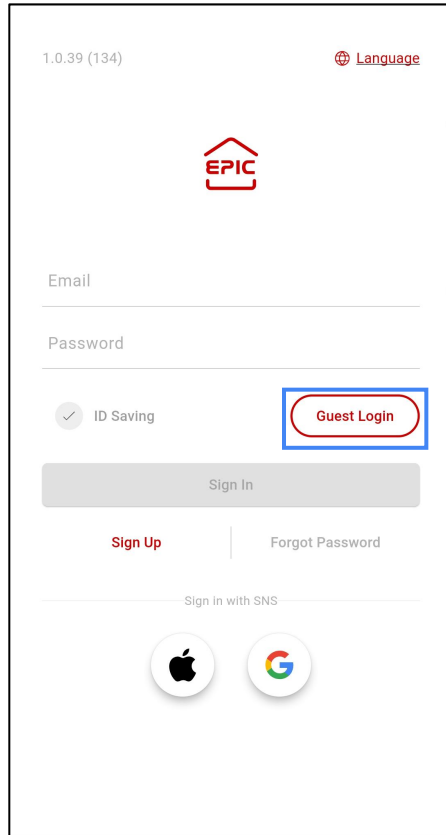 1.0.39 (134)
Language
EPIC
Email
Password
ID Saving
Guest Login
Sign In
Sign Up
Forgot Password
Sign in with SNS